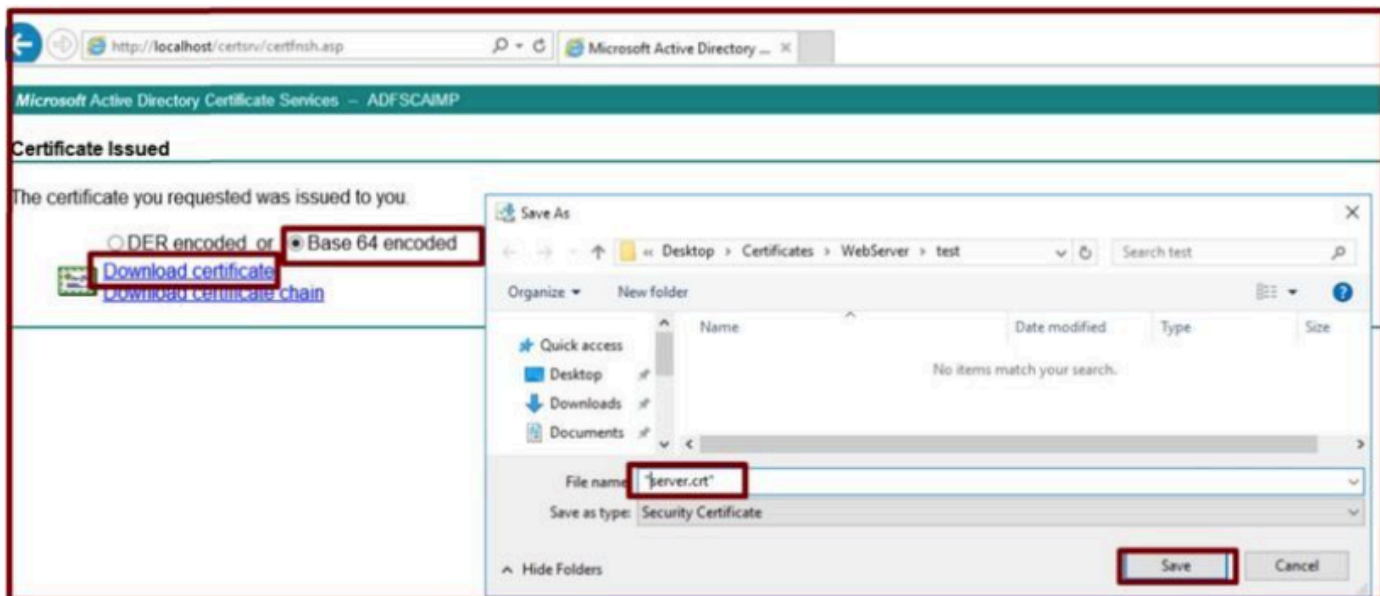 http://localhost/certsrv/certfnsh.asp
Microsoft Active Directory ...
Microsoft Active Directory Certificate Services -- ADFSCAIMP
Certificate Issued
The certificate you requested was issued to you.
DER encoded or Base 64 encoded
Download certificate
Download certificate chain
Save As
« Desktop › Certificates › WebServer › test
Search test
Organize New folder
Name Date modified Type Size
No items match your search.
Quick access
Desktop
Downloads
Documents
File name: "server.crt"
Save as type: Security Certificate
Hide Folders
Save Cancel